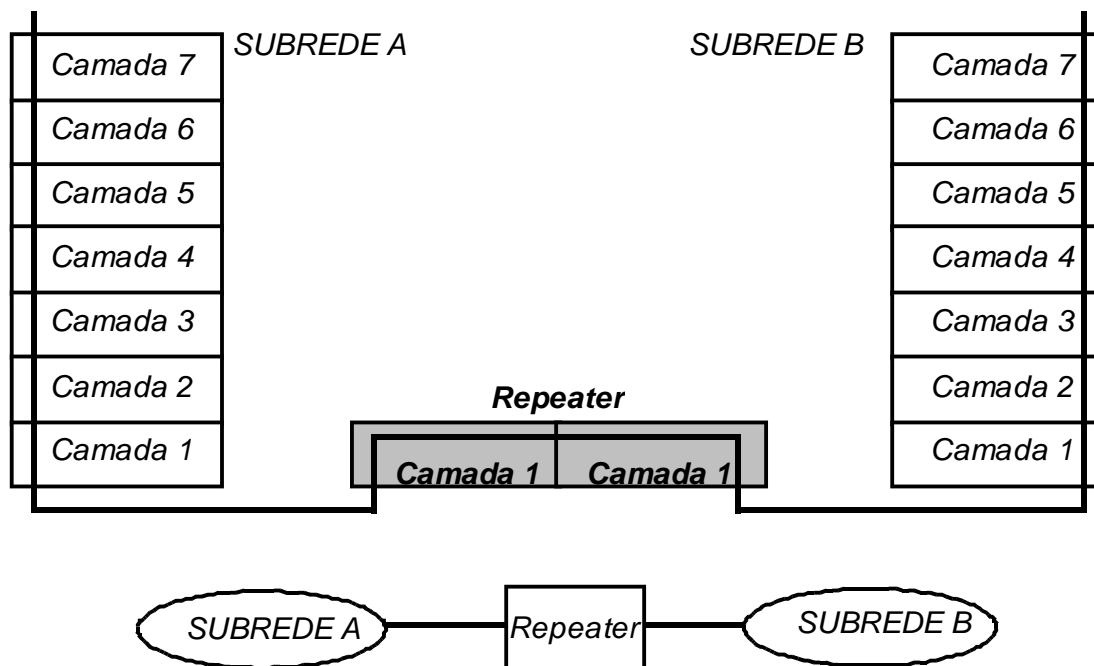 SUBREDE A
SUBREDE B
Camada 7
Camada 6
Camada 5
Camada 4
Camada 3
Camada 2
Camada 1
Camada 7
Camada 6
Camada 5
Camada 4
Camada 3
Camada 2
Camada 1
Repeater
Camada 1
Camada 1
SUBREDE A
Repeater
SUBREDE B